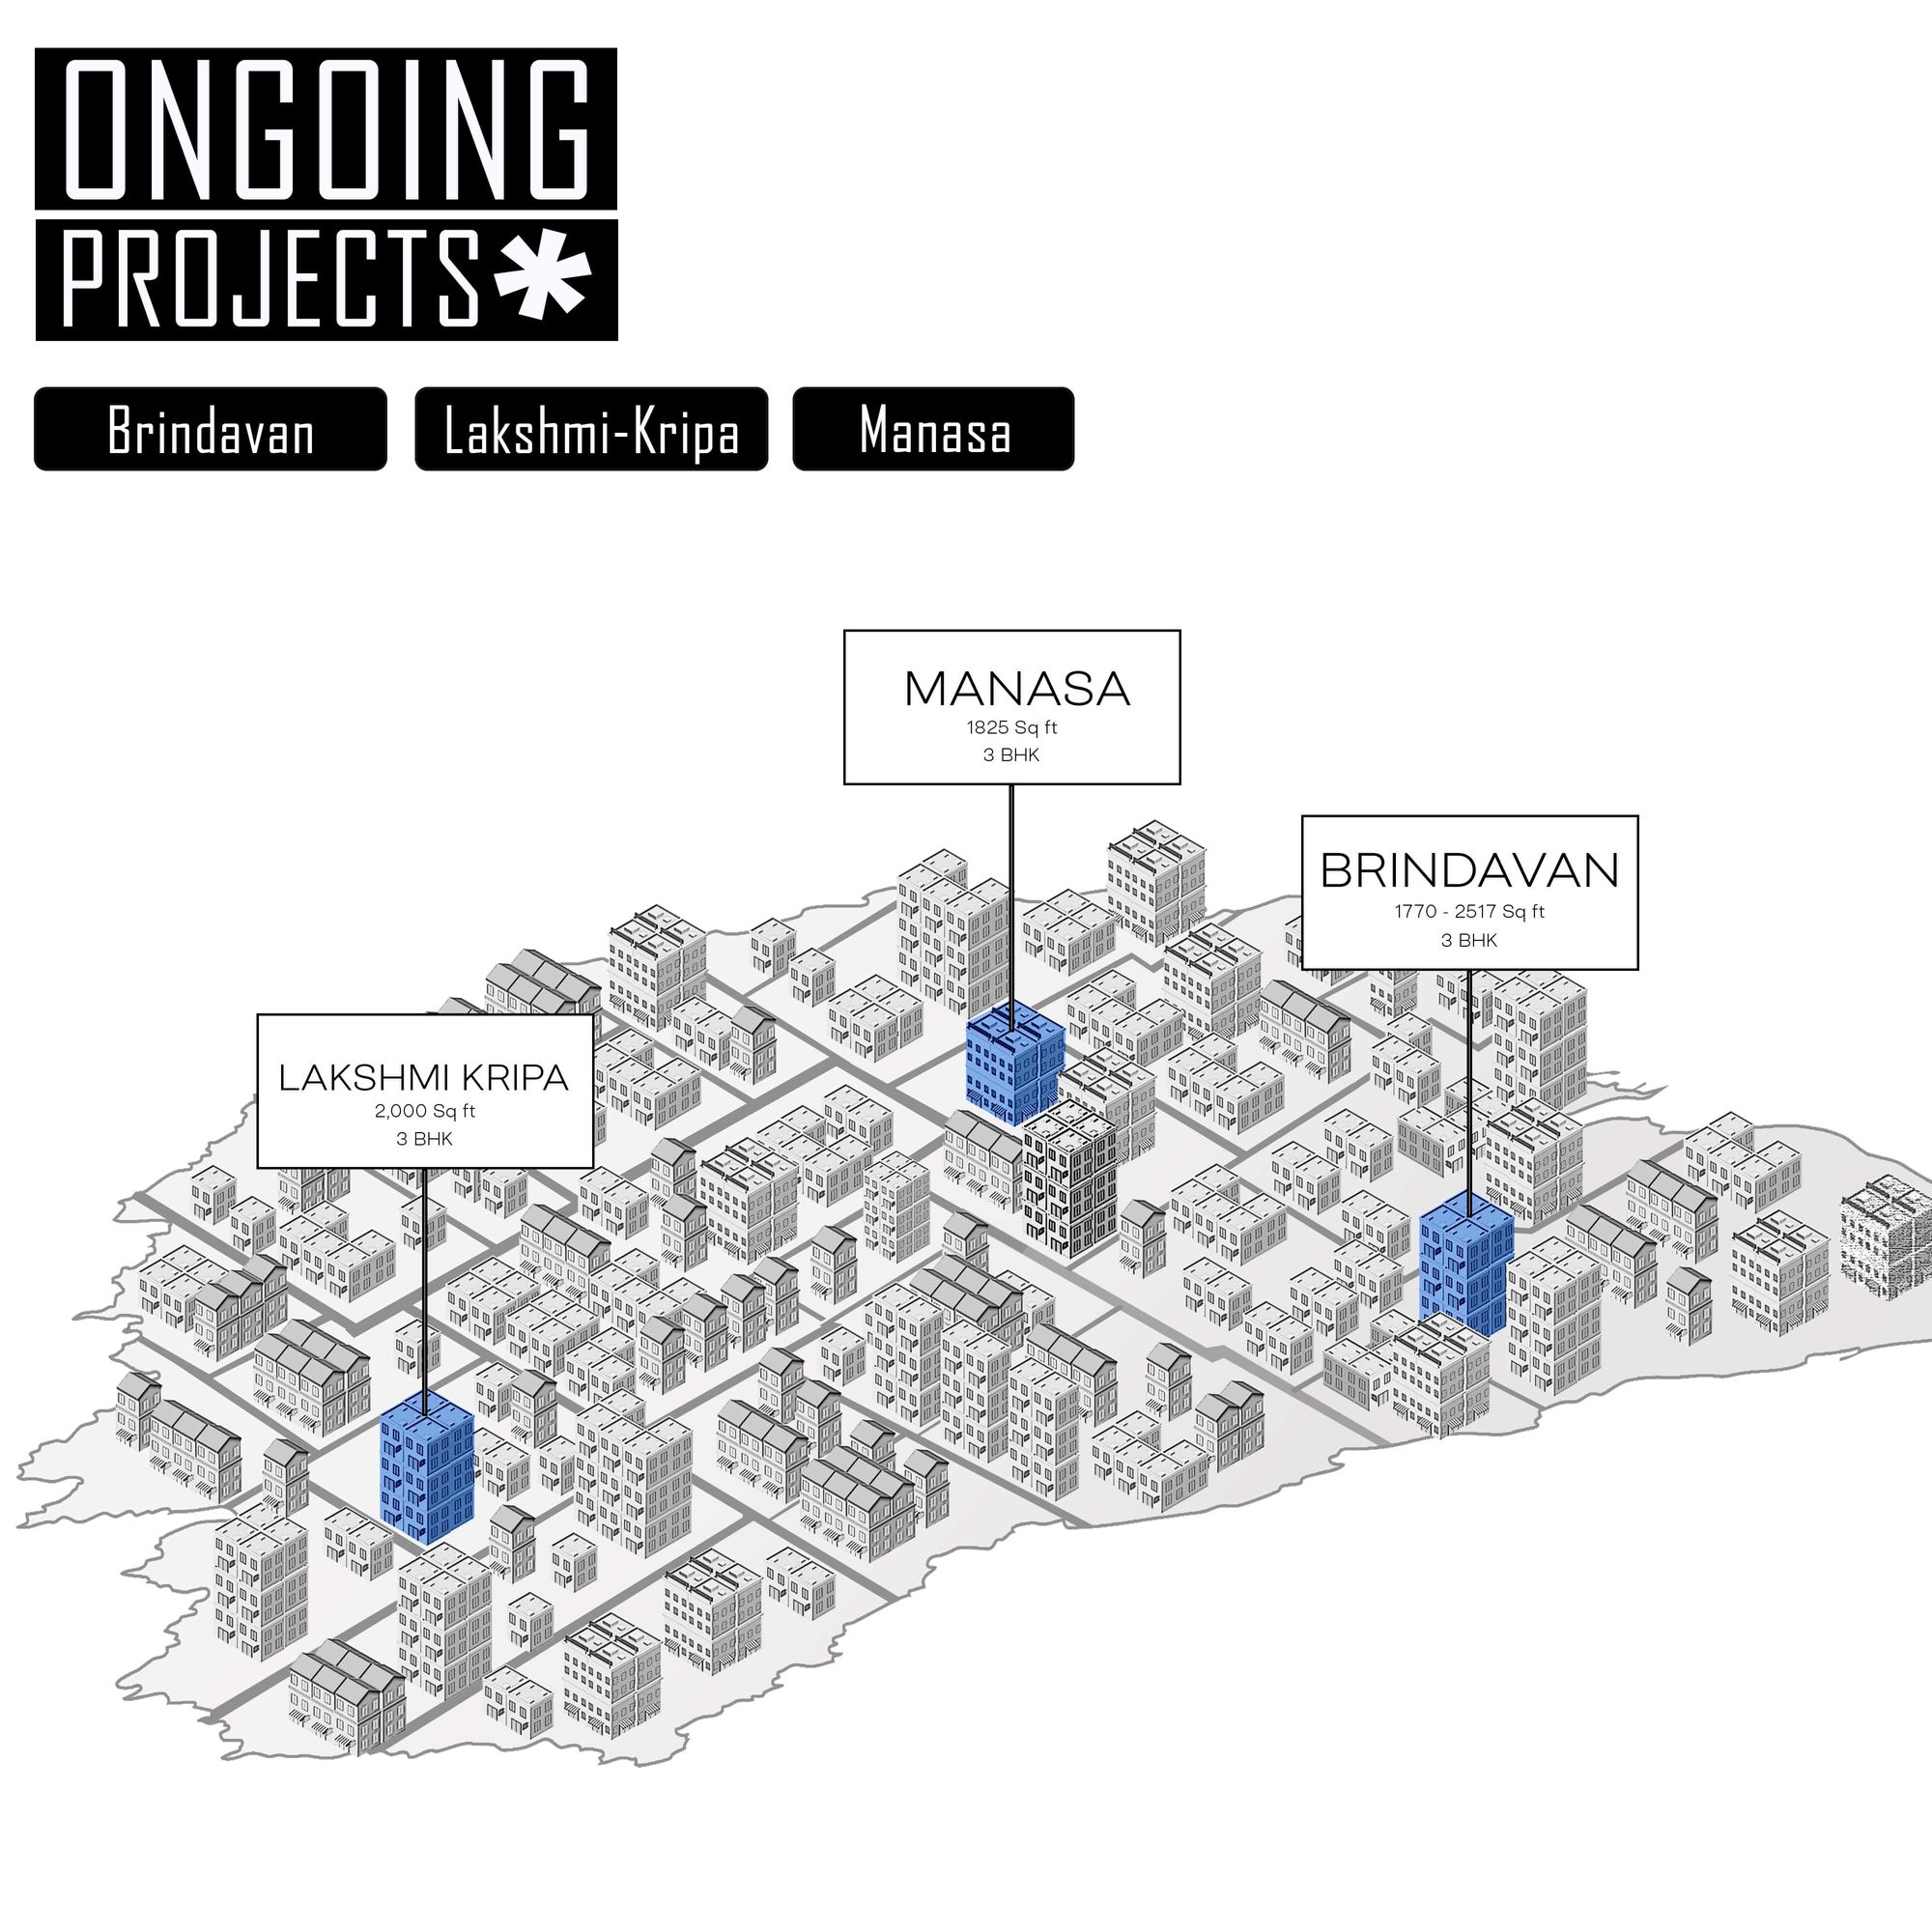 ONGOING
PROJECTS*
Brindavan
Lakshmi-Kripa
Manasa
MANASA
1825 Sq ft
3 BHK
BRINDAVAN
1770 - 2517 Sq ft
3 BHK
LAKSHMI KRIPA
2,000 Sq ft
3 BHK